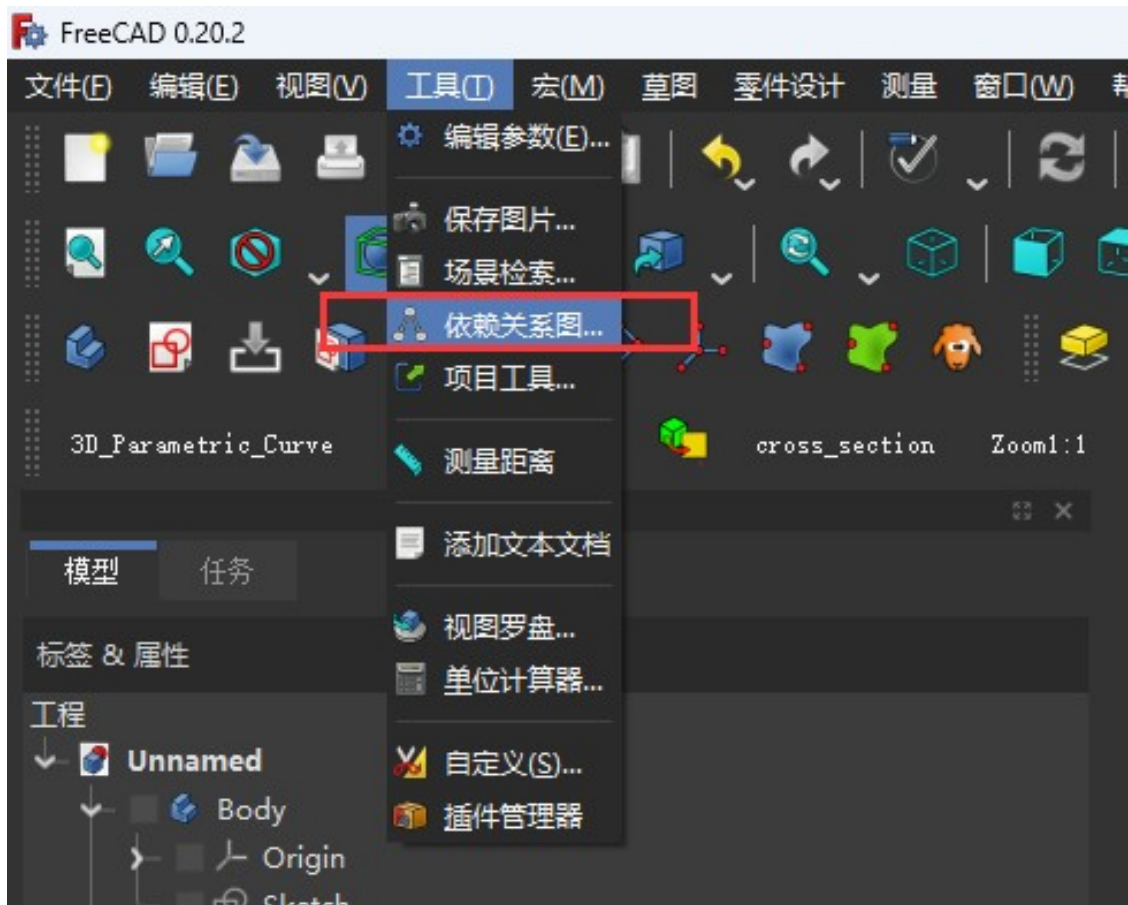 FreeCAD 0.20.2
文件(F) 编辑(E) 视图(V) 工具(T) 宏(M) 草图 零件设计 测量 窗口(W)
编辑参数(E)...
保存图片...
场景检索...
依赖关系图...
项目工具...
3D_Parametric_Curve
cross_section Zoom1:1
测量距离
添加文本文档
模型 任务
视图罗盘...
标签 & 属性
单位计算器...
工程
Unnamed
自定义(S)...
Body
插件管理器
Origin
Sketch